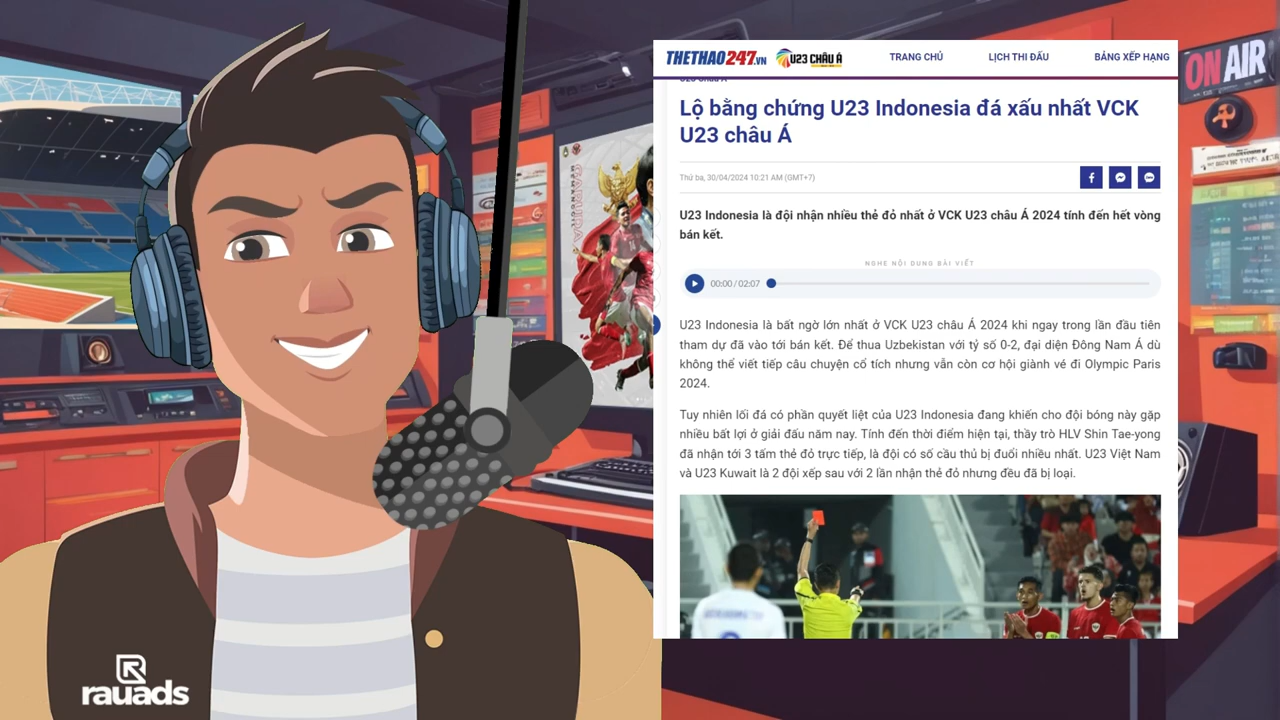 THETHAO247.VN
U23 CHÂU Á
TRANG CHỦ
LỊCH THI ĐẤU
BẢNG XẾP HẠNG
U23 Châu Á
Lộ bằng chứng U23 Indonesia đá xấu nhất VCK
U23 châu Á
Thứ ba, 30/04/2024 10:21 AM (GMT+7)
U23 Indonesia là đội nhận nhiều thẻ đỏ nhất ở VCK U23 châu Á 2024 tính đến hết vòng
bán kết.
NGHE NỘI DUNG BÀI VIẾT
00:00 / 02:07
U23 Indonesia là bất ngờ lớn nhất ở VCK U23 châu Á 2024 khi ngay trong lần đầu tiên
tham dự đã vào tới bán kết. Để thua Uzbekistan với tỷ số 0-2, đại diện Đông Nam Á dù
không thể viết tiếp câu chuyện cổ tích nhưng vẫn còn cơ hội giành vé đi Olympic Paris
2024.
Tuy nhiên lối đá có phần quyết liệt của U23 Indonesia đang khiến cho đội bóng này gặp
nhiều bất lợi ở giải đấu năm nay. Tính đến thời điểm hiện tại, thầy trò HLV Shin Tae-yong
đã nhận tới 3 tấm thẻ đỏ trực tiếp, là đội có số cầu thủ bị đuổi nhiều nhất. U23 Việt Nam
và U23 Kuwait là 2 đội xếp sau với 2 lần nhận thẻ đỏ nhưng đều đã bị loại.
ON AIR
GARUDA
rauads